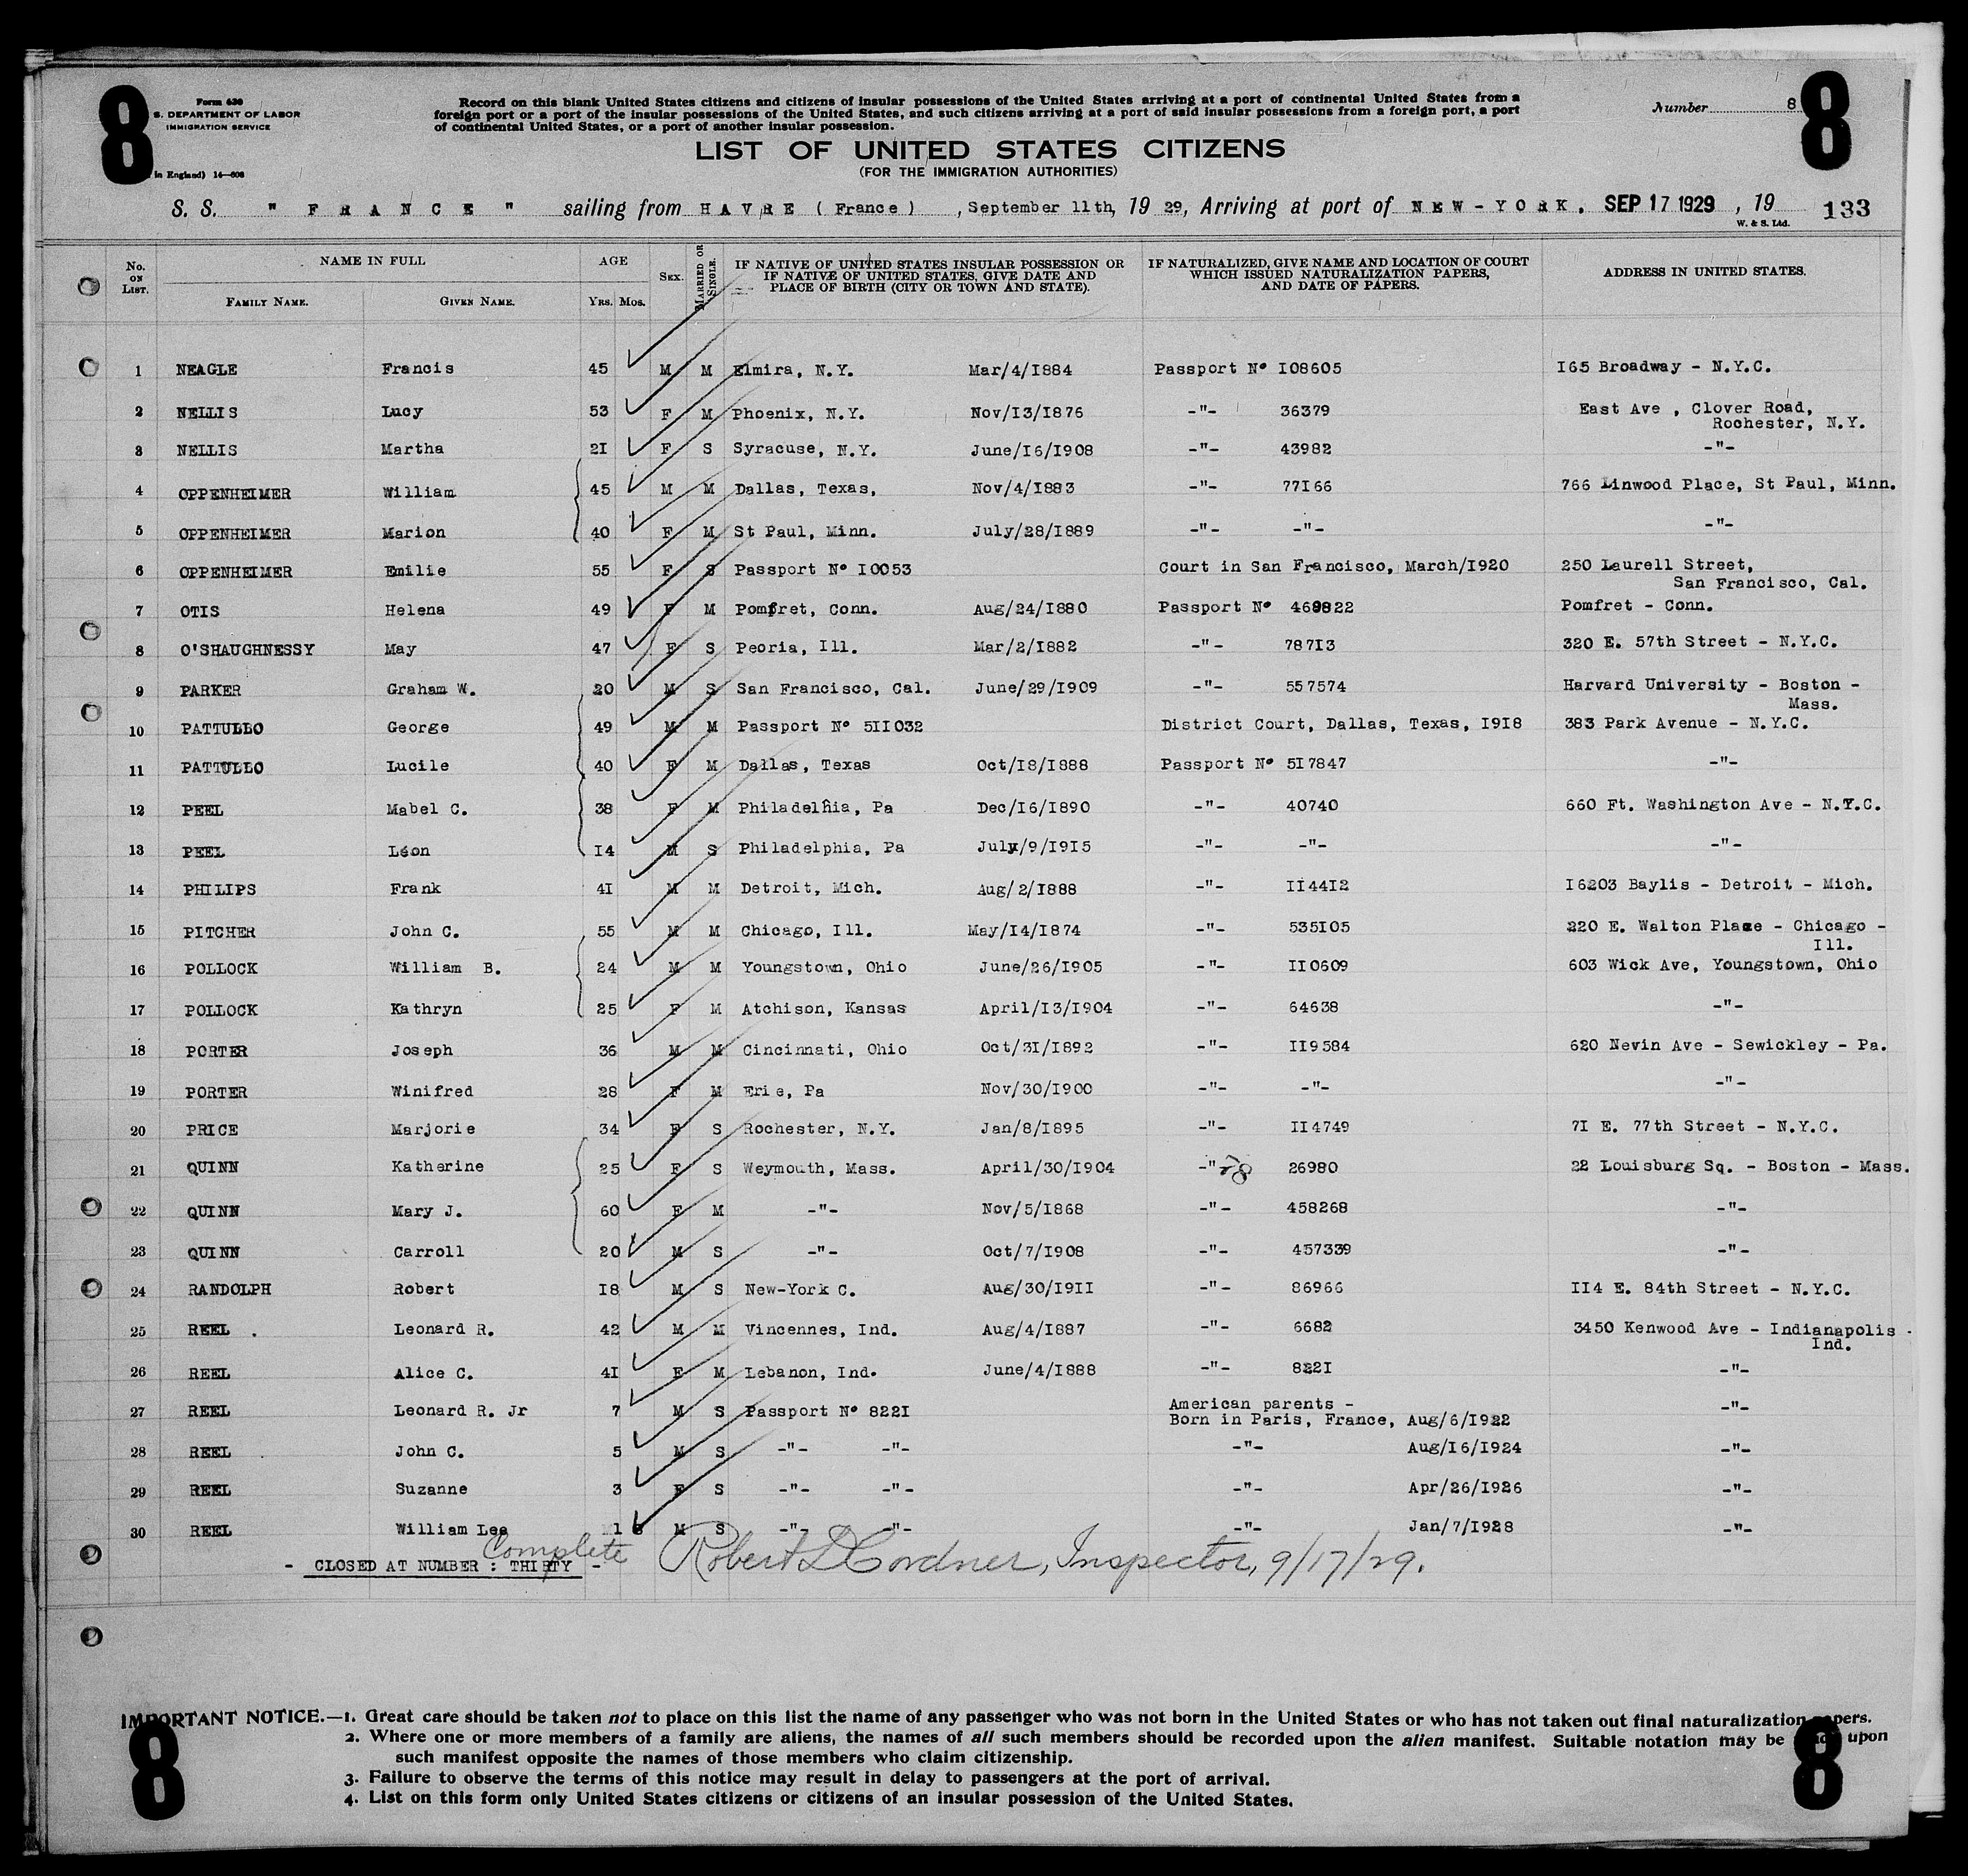 8
Form 630
S. DEPARTMENT OF LABOR
IMMIGRATION SERVICE
in England) 14—608
Record on this blank United States citizens and citizens of insular possessions of the United States arriving at a port of continental United States from a
foreign port or a port of the insular possessions of the United States, and such citizens arriving at a port of said insular possessions from a foreign port, a port
of continental United States, or a port of another insular possession.
Number 8
8
LIST OF UNITED STATES CITIZENS
(FOR THE IMMIGRATION AUTHORITIES)
S. S. " FRANCE " sailing from HAVRE (France) , September 11th, 19 29, Arriving at port of NEW-YORK. SEP 17 1929 , 19 133
W. & S. Ltd.
No. ON LIST. NAME IN FULL FAMILY NAME. GIVEN NAME. AGE YRS. MOS. SEX. MARRIED OR SINGLE. IF NATIVE OF UNITED STATES INSULAR POSSESSION OR IF NATIVE OF UNITED STATES, GIVE DATE AND PLACE OF BIRTH (CITY OR TOWN AND STATE). IF NATURALIZED, GIVE NAME AND LOCATION OF COURT WHICH ISSUED NATURALIZATION PAPERS, AND DATE OF PAPERS. ADDRESS IN UNITED STATES.
1 NEAGLE Francis 45 M M Elmira, N.Y. Mar/4/1884 Passport Nº 108605 165 Broadway - N.Y.C.
2 NELLIS Lucy 53 F M Phoenix, N.Y. Nov/13/1876 -"- 36379 East Ave , Clover Road,
Rochester, N.Y.
3 NELLIS Martha 21 F S Syracuse, N.Y. June/16/1908 -"- 43982 -"-
4 OPPENHEIMER William 45 M M Dallas, Texas, Nov/4/1883 -"- 77166 766 Linwood Place, St Paul, Minn.
5 OPPENHEIMER Marion 40 F M St Paul, Minn. July/28/1889 -"- -"- -"-
6 OPPENHEIMER Emilie 55 F S Passport Nº 10053 Court in San Francisco, March/1920 250 Laurell Street,
San Francisco, Cal.
7 OTIS Helena 49 F M Pomfret, Conn. Aug/24/1880 Passport Nº 469822 Pomfret - Conn.
8 O'SHAUGHNESSY May 47 F S Peoria, Ill. Mar/2/1882 -"- 78713 320 E. 57th Street - N.Y.C.
9 PARKER Graham W. 20 M S San Francisco, Cal. June/29/1909 -"- 557574 Harvard University - Boston -
Mass.
10 PATTULLO George 49 M M Passport Nº 511032 District Court, Dallas, Texas, 1918 383 Park Avenue - N.Y.C.
11 PATTULLO Lucile 40 F M Dallas, Texas Oct/18/1888 Passport Nº 517847 -"-
12 PEEL Mabel C. 38 F M Philadelhia, Pa Dec/16/1890 -"- 40740 660 Ft. Washington Ave - N.Y.C.
13 PEEL Léon 14 M S Philadelphia, Pa July/9/1915 -"- -"- -"-
14 PHILIPS Frank 41 M M Detroit, Mich. Aug/2/1888 -"- 114412 16203 Baylis - Detroit - Mich.
15 PITCHER John C. 55 M M Chicago, Ill. May/14/1874 -"- 535105 220 E. Walton Place - Chicago -
Ill.
16 POLLOCK William B. 24 M M Youngstown, Ohio June/26/1905 -"- 110609 603 Wick Ave, Youngstown, Ohio
17 POLLOCK Kathryn 25 F M Atchison, Kansas April/13/1904 -"- 64638 -"-
18 PORTER Joseph 36 M M Cincinnati, Ohio Oct/31/1892 -"- 119584 620 Nevin Ave - Sewickley - Pa.
19 PORTER Winifred 28 F M Erie, Pa Nov/30/1900 -"- -"- -"-
20 PRICE Marjorie 34 F S Rochester, N.Y. Jan/8/1895 -"- 114749 71 E. 77th Street - N.Y.C.
21 QUINN Katherine 25 F S Weymouth, Mass. April/30/1904 -"- 26980 22 Louisburg Sq. - Boston - Mass.
22 QUINN Mary J. 60 F M -"- Nov/5/1868 -"- 458268 -"-
23 QUINN Carroll 20 M S -"- Oct/7/1908 -"- 457339 -"-
24 RANDOLPH Robert 18 M S New-York C. Aug/30/1911 -"- 86966 114 E. 84th Street - N.Y.C.
25 REEL . Leonard R. 42 M M Vincennes, Ind. Aug/4/1887 -"- 6682 3450 Kenwood Ave - Indianapolis -
Ind.
26 REEL Alice C. 41 F M Lebanon, Ind. June/4/1888 -"- 8221 -"-
27 REEL Leonard R. Jr 7 M S Passport Nº 8221 American parents -
Born in Paris, France, Aug/6/1922 -"-
28 REEL John C. 5 M S -"- -"- -"- Aug/16/1924 -"-
29 REEL Suzanne 3 F S -"- -"- -"- Apr/26/1926 -"-
30 REEL William Lee 1 8 M S -"- -"- -"- Jan/7/1928 -"-
Complete
- CLOSED AT NUMBER : THIRTY -
Robert D Cordner, Inspector, 9/17/29.
IMPORTANT NOTICE.—1. Great care should be taken not to place on this list the name of any passenger who was not born in the United States or who has not taken out final naturalization papers.
2. Where one or more members of a family are aliens, the names of all such members should be recorded upon the alien manifest. Suitable notation may be made upon
such manifest opposite the names of those members who claim citizenship.
3. Failure to observe the terms of this notice may result in delay to passengers at the port of arrival.
4. List on this form only United States citizens or citizens of an insular possession of the United States.
8
8